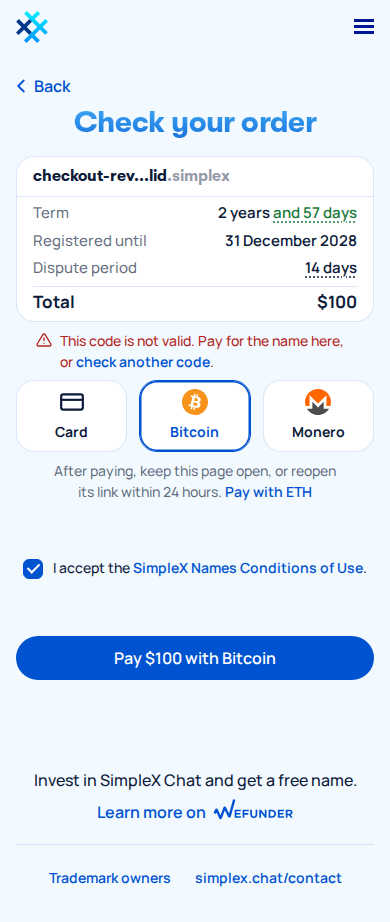 Back
Check your order
checkout-rev...lid.simplex
Term 2 years and 57 days
Registered until 31 December 2028
Dispute period 14 days
Total $100
This code is not valid. Pay for the name here,
or check another code.
Card Bitcoin Monero
After paying, keep this page open, or reopen
its link within 24 hours. Pay with ETH
I accept the SimpleX Names Conditions of Use.
Pay $100 with Bitcoin
Invest in SimpleX Chat and get a free name.
Learn more on WEFUNDER
Trademark owners simplex.chat/contact